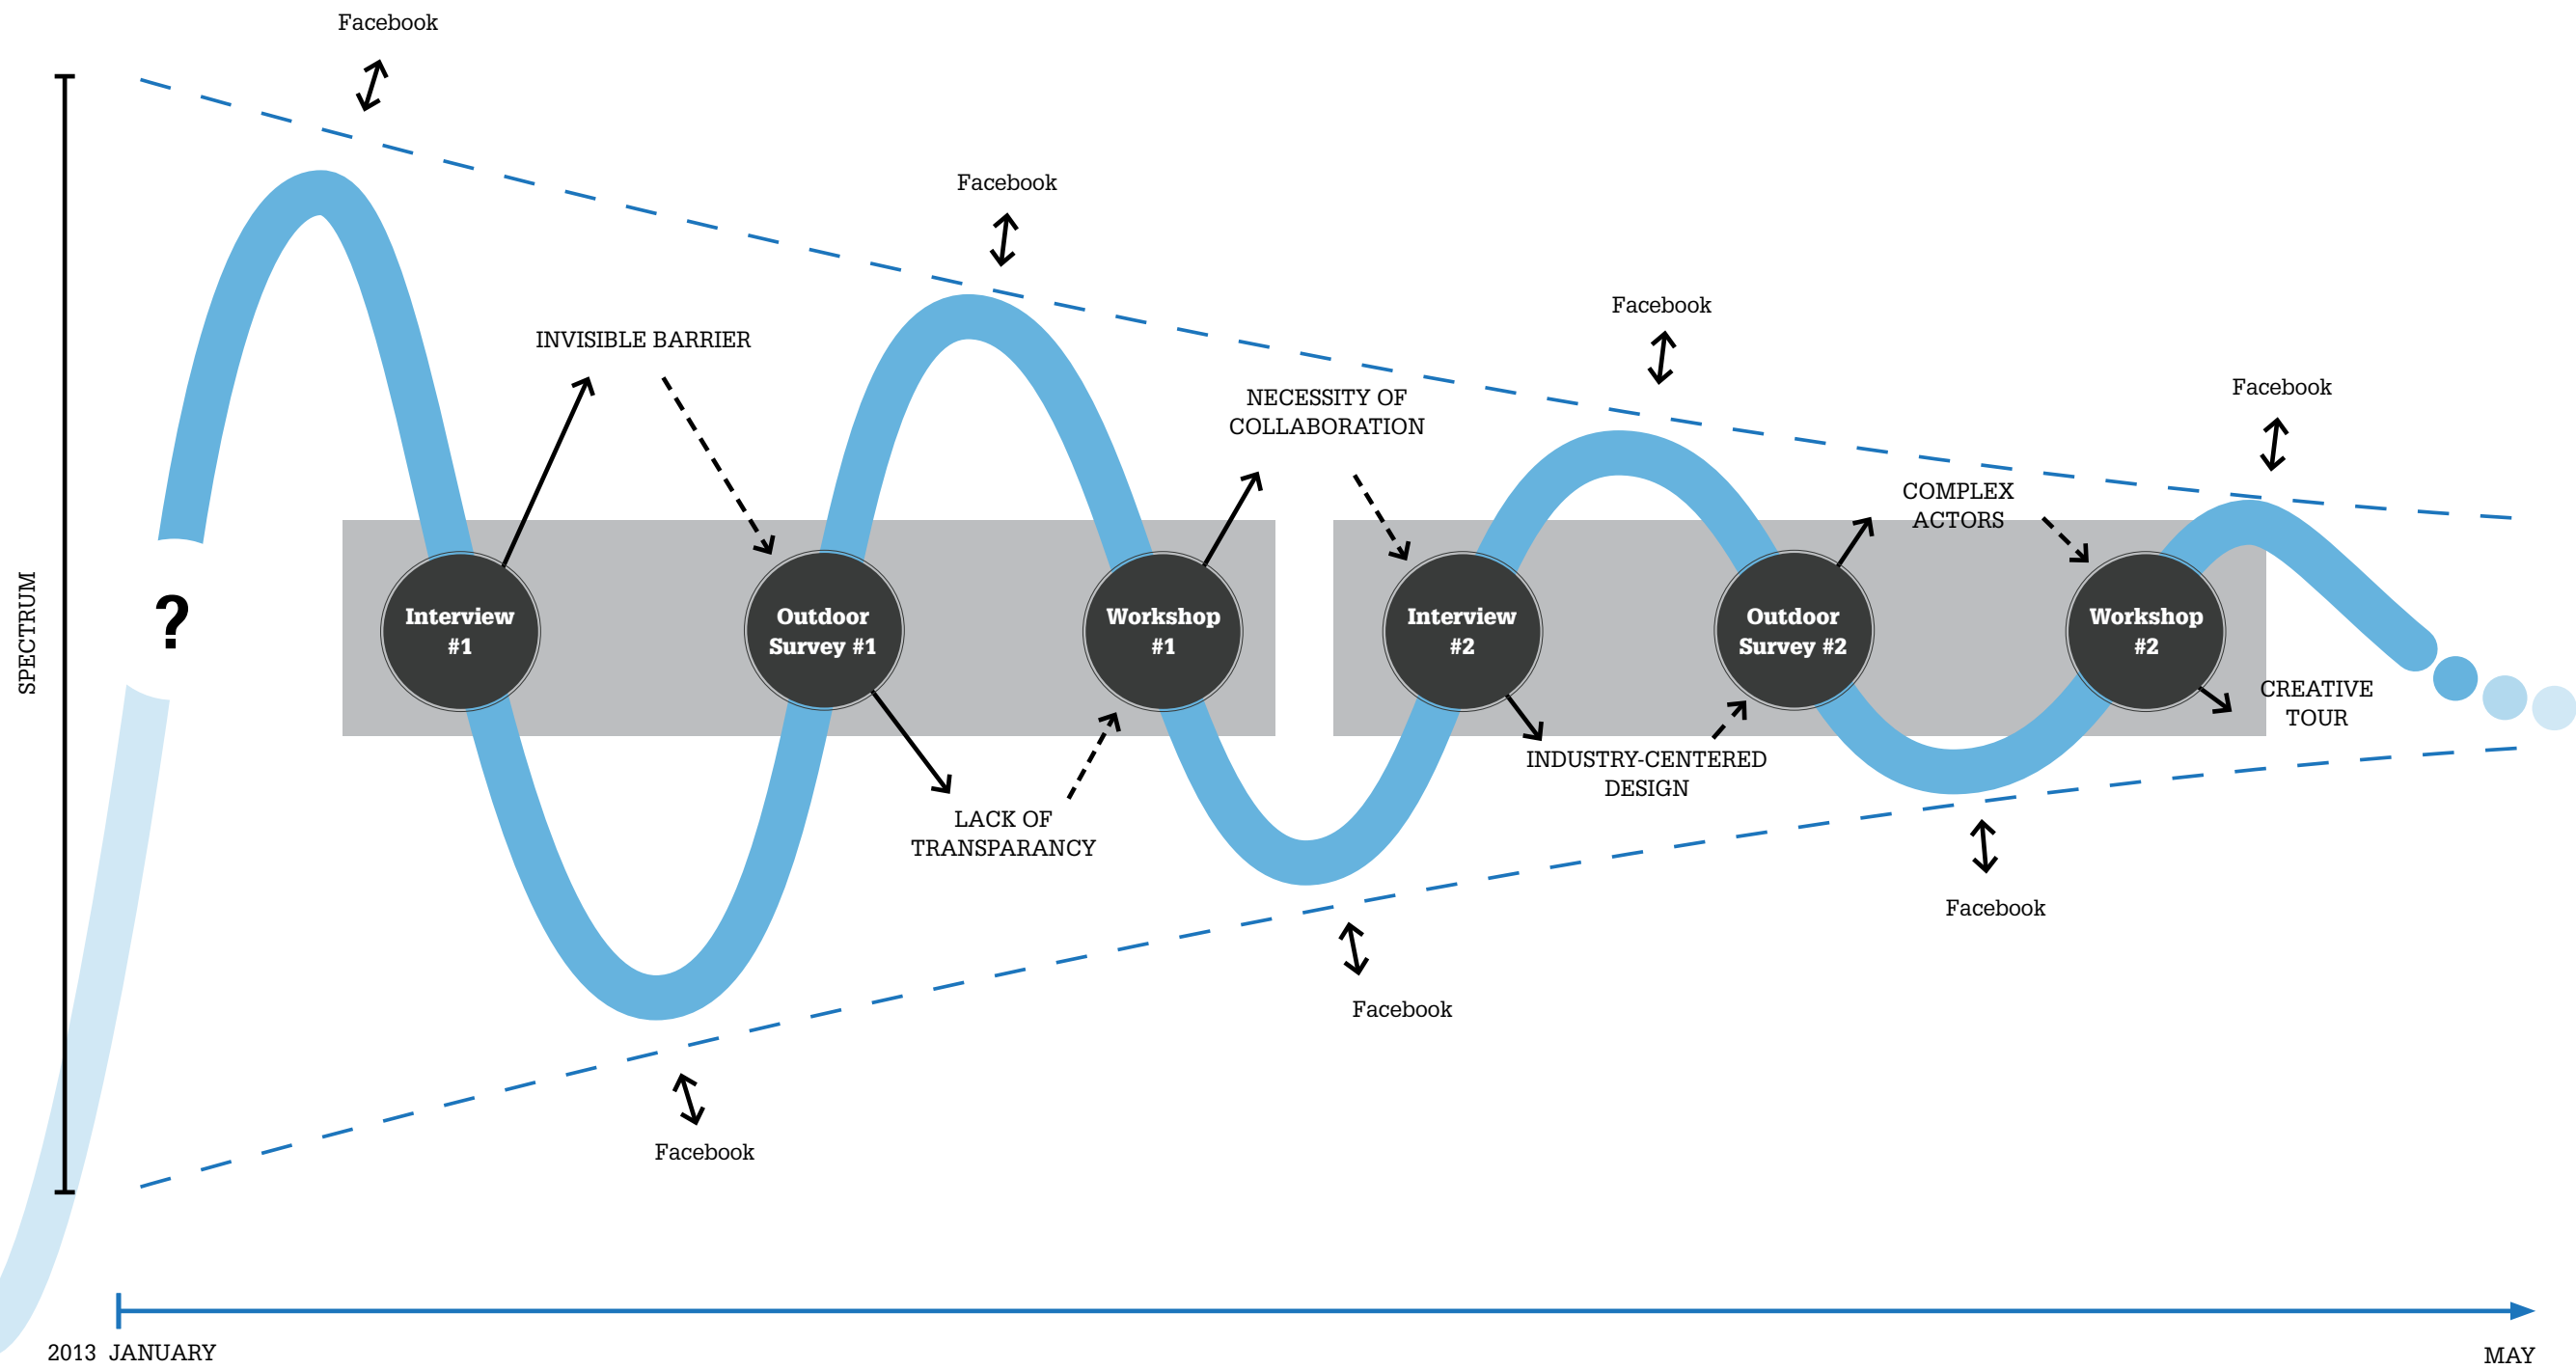 Facebook
Facebook
Facebook
INVISIBLE BARRIER
Facebook
NECESSITY OF
COLLABORATION
COMPLEX
ACTORS
SPECTRUM
?
Interview
#1
Outdoor
Survey #1
Workshop
#1
Interview
#2
Outdoor
Survey #2
Workshop
#2
CREATIVE
TOUR
INDUSTRY-CENTERED
DESIGN
LACK OF
TRANSPARANCY
Facebook
Facebook
Facebook
2013 JANUARY
MAY